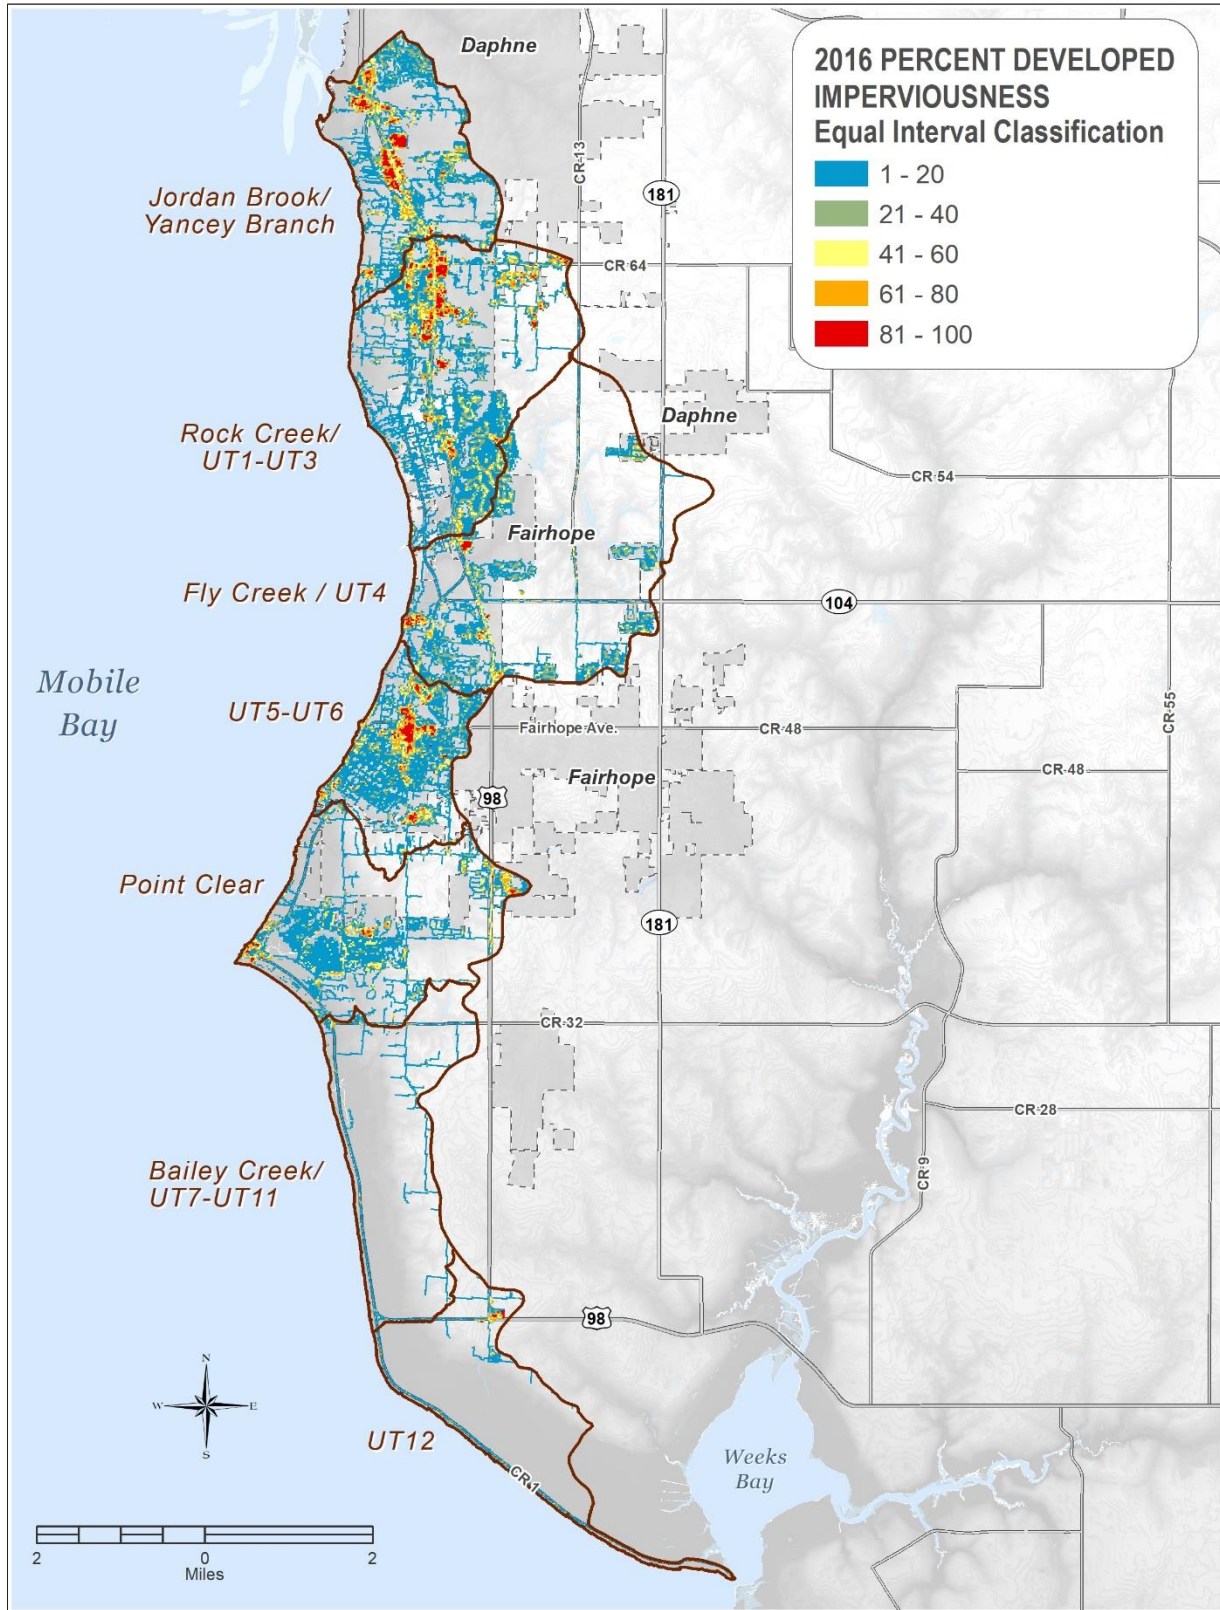 2016 PERCENT DEVELOPED
IMPERVIOUSNESS
Equal Interval Classification
1 - 20
21 - 40
41 - 60
61 - 80
81 - 100
Daphne
CR 13
181
Jordan Brook/
Yancey Branch
CR 64
Daphne
Rock Creek/
UT1-UT3
CR 54
Fairhope
Fly Creek / UT4
104
Mobile
Bay
UT5-UT6
CR 55
Fairhope Ave.
CR 48
CR 48
Fairhope
98
Point Clear
181
CR 32
CR 28
Bailey Creek/
UT7-UT11
CR 9
98
N
W
E
S
UT12
CR 1
Weeks
Bay
2
0
2
Miles